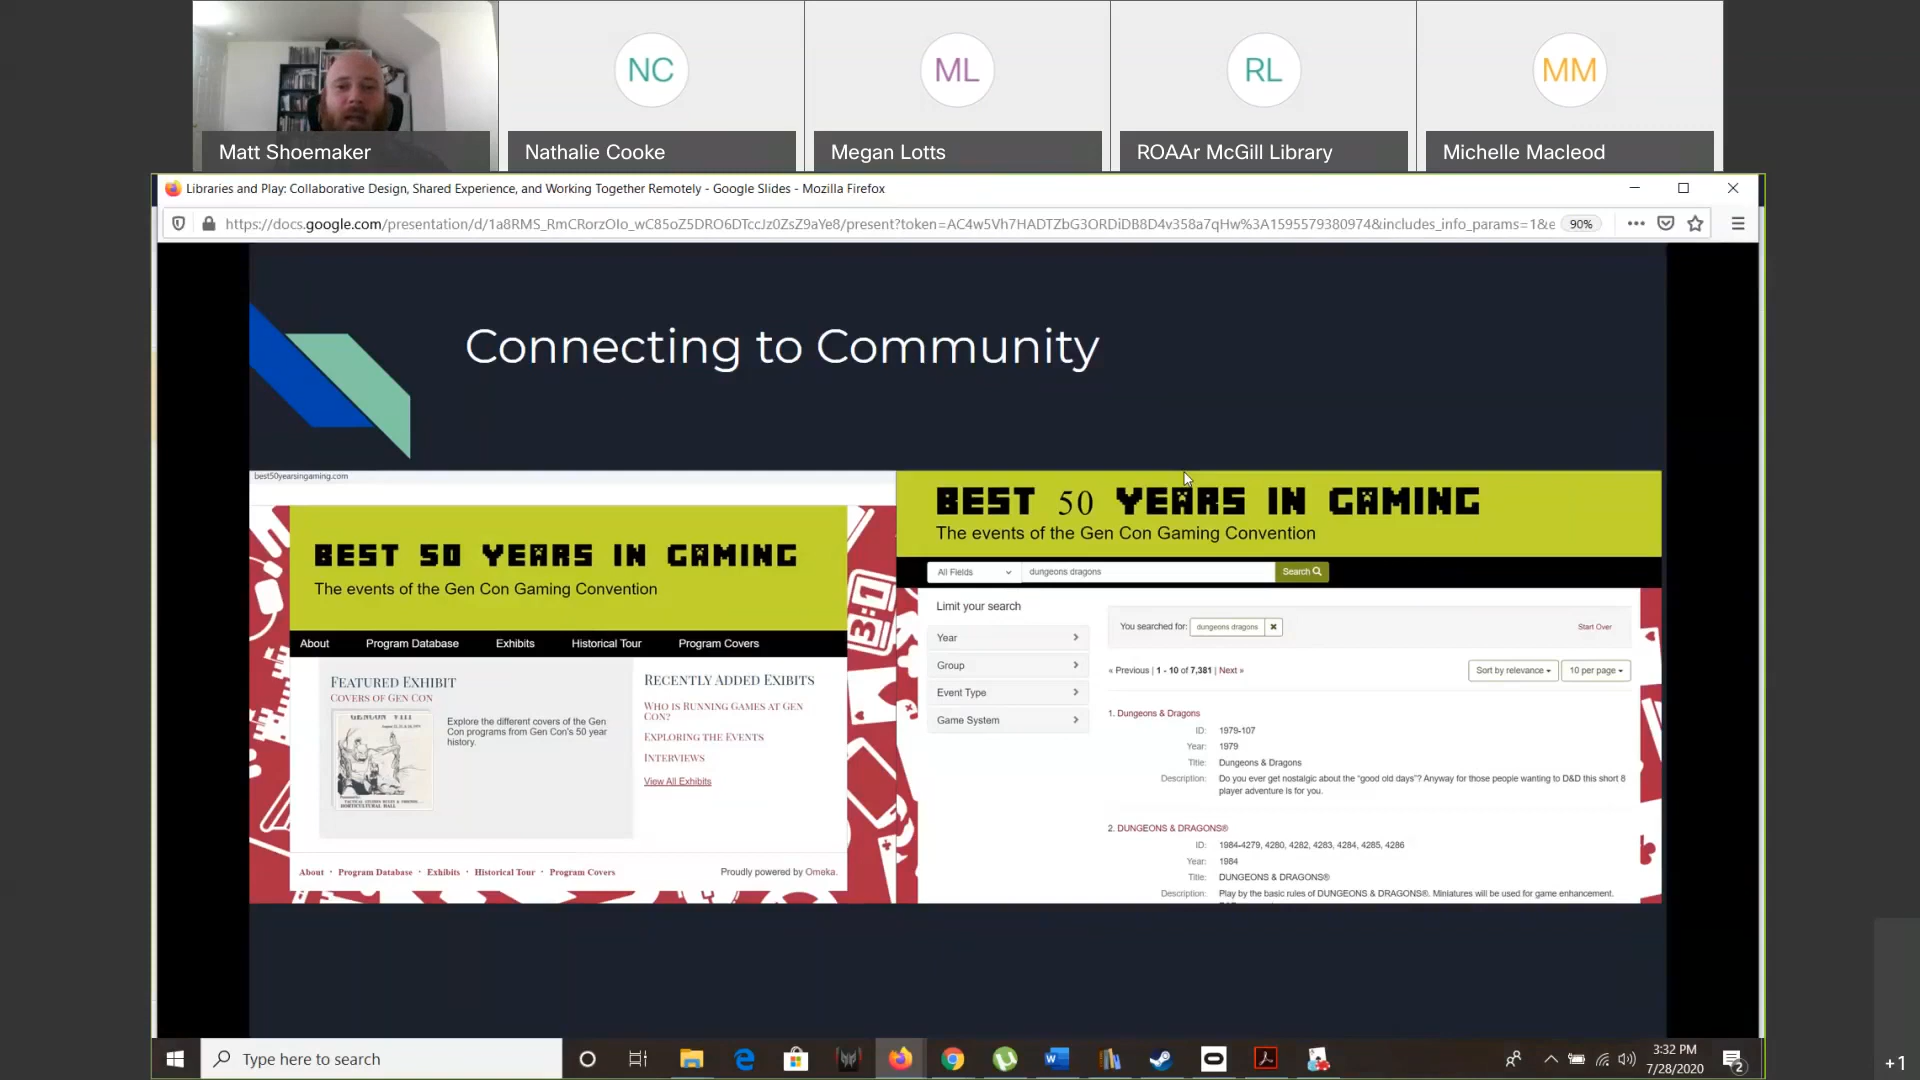 NC
ML
RL
MM
Matt Shoemaker
Nathalie Cooke
Megan Lotts
ROAAr McGill Library
Michelle Macleod
Libraries and Play: Collaborative Design, Shared Experience, and Working Together Remotely - Google Slides - Mozilla Firefox
https://docs.google.com/presentation/d/1a8RMS_RmCRorzOIo_wC85oZ5DRO6DTccJz0ZsZ9aYe8/present?token=AC4w5Vh7HADTZbG3ORDiDB8D4v358a7qHw%3A1595579380974&includes_info_params=1&e
90%
Connecting to Community
best50yearsingaming.com
BEST 50 YEARS IN GAMING
The events of the Gen Con Gaming Convention
About Program Database Exhibits Historical Tour Program Covers
FEATURED EXHIBIT
COVERS OF GEN CON
GENCON VIII
HORTICULTURAL HALL
Explore the different covers of the Gen
Con programs from Gen Con's 50 year
history.
RECENTLY ADDED EXIBITS
WHO IS RUNNING GAMES AT GEN
CON?
EXPLORING THE EVENTS
INTERVIEWS
View All Exhibits
About · Program Database · Exhibits · Historical Tour · Program Covers
Proudly powered by Omeka.
BEST 50 YEARS IN GAMING
The events of the Gen Con Gaming Convention
All Fields
dungeons dragons
Search
Limit your search
Year
Group
Event Type
Game System
You searched for: dungeons dragons ✖
Start Over
« Previous | 1 - 10 of 7,381 | Next »
Sort by relevance
10 per page
1. Dungeons & Dragons
ID: 1979-107
Year: 1979
Title: Dungeons & Dragons
Description: Do you ever get nostalgic about the "good old days"? Anyway for those people wanting to D&D this short 8
player adventure is for you.
2. DUNGEONS & DRAGONS®
ID: 1984-4279, 4280, 4282, 4283, 4284, 4285, 4286
Year: 1984
Title: DUNGEONS & DRAGONS®
Description: Play by the basic rules of DUNGEONS & DRAGONS®. Miniatures will be used for game enhancement.
Type here to search
3:32 PM
7/28/2020
2
+1